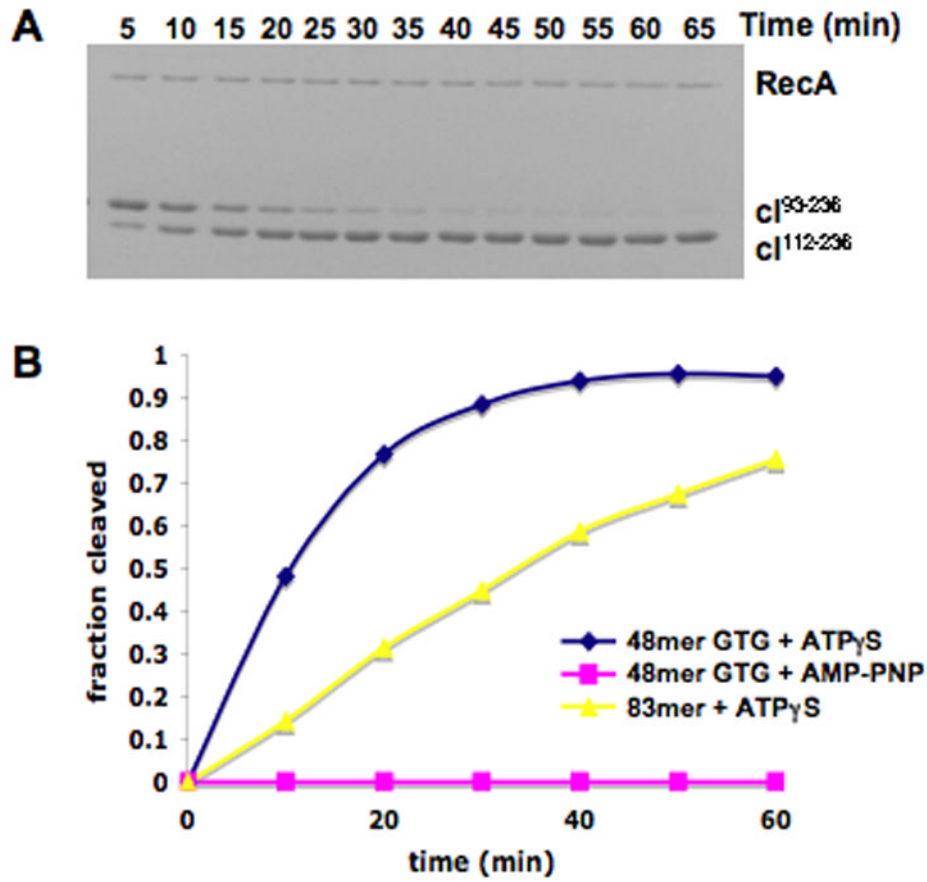 A
5 10 15 20 25 30 35 40 45 50 55 60 65 Time (min)
RecA
cI93-236
cI112-236
B
1
0.9
0.8
0.7
0.6
0.5
0.4
0.3
0.2
0.1
0
fraction cleaved
0 20 40 60
time (min)
48mer GTG + ATPγS
48mer GTG + AMP-PNP
83mer + ATPγS